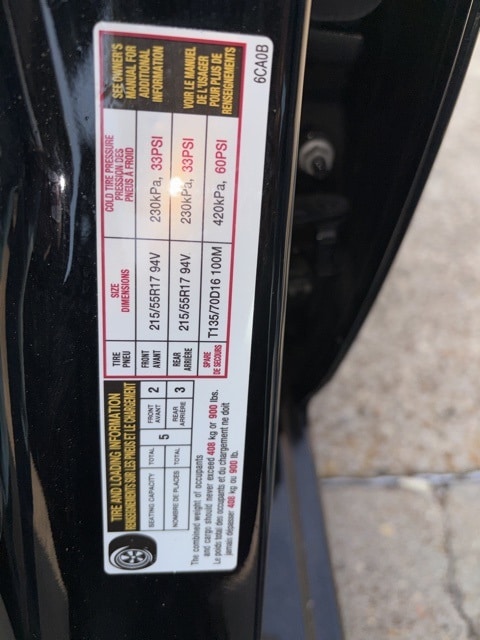 TIRE AND LOADING INFORMATION
RENSEIGNEMENTS SUR LES PNEUS ET LE CHARGEMENT
SEATING CAPACITY TOTAL 5 FRONT AVANT 2 REAR ARRIÈRE 3
NOMBRE DE PLACES TOTAL
The combined weight of occupants
and cargo should never exceed 408 kg or 900 lbs.
Le poids total des occupants et du chargement ne doit
jamais dépasser 408 kg ou 900 lb.
TIRE PNEU SIZE DIMENSIONS COLD TIRE PRESSURE PRESSION DES PNEUS À FROID
FRONT AVANT 215/55R17 94V 230kPa, 33PSI
REAR ARRIÈRE 215/55R17 94V 230kPa, 33PSI
SPARE DE SECOURS T135/70D16 100M 420kPa, 60PSI
SEE OWNER'S
MANUAL FOR
ADDITIONAL
INFORMATION
VOIR LE MANUEL
DE L'USAGER
POUR PLUS DE
RENSEIGNEMENTS
6CA0B